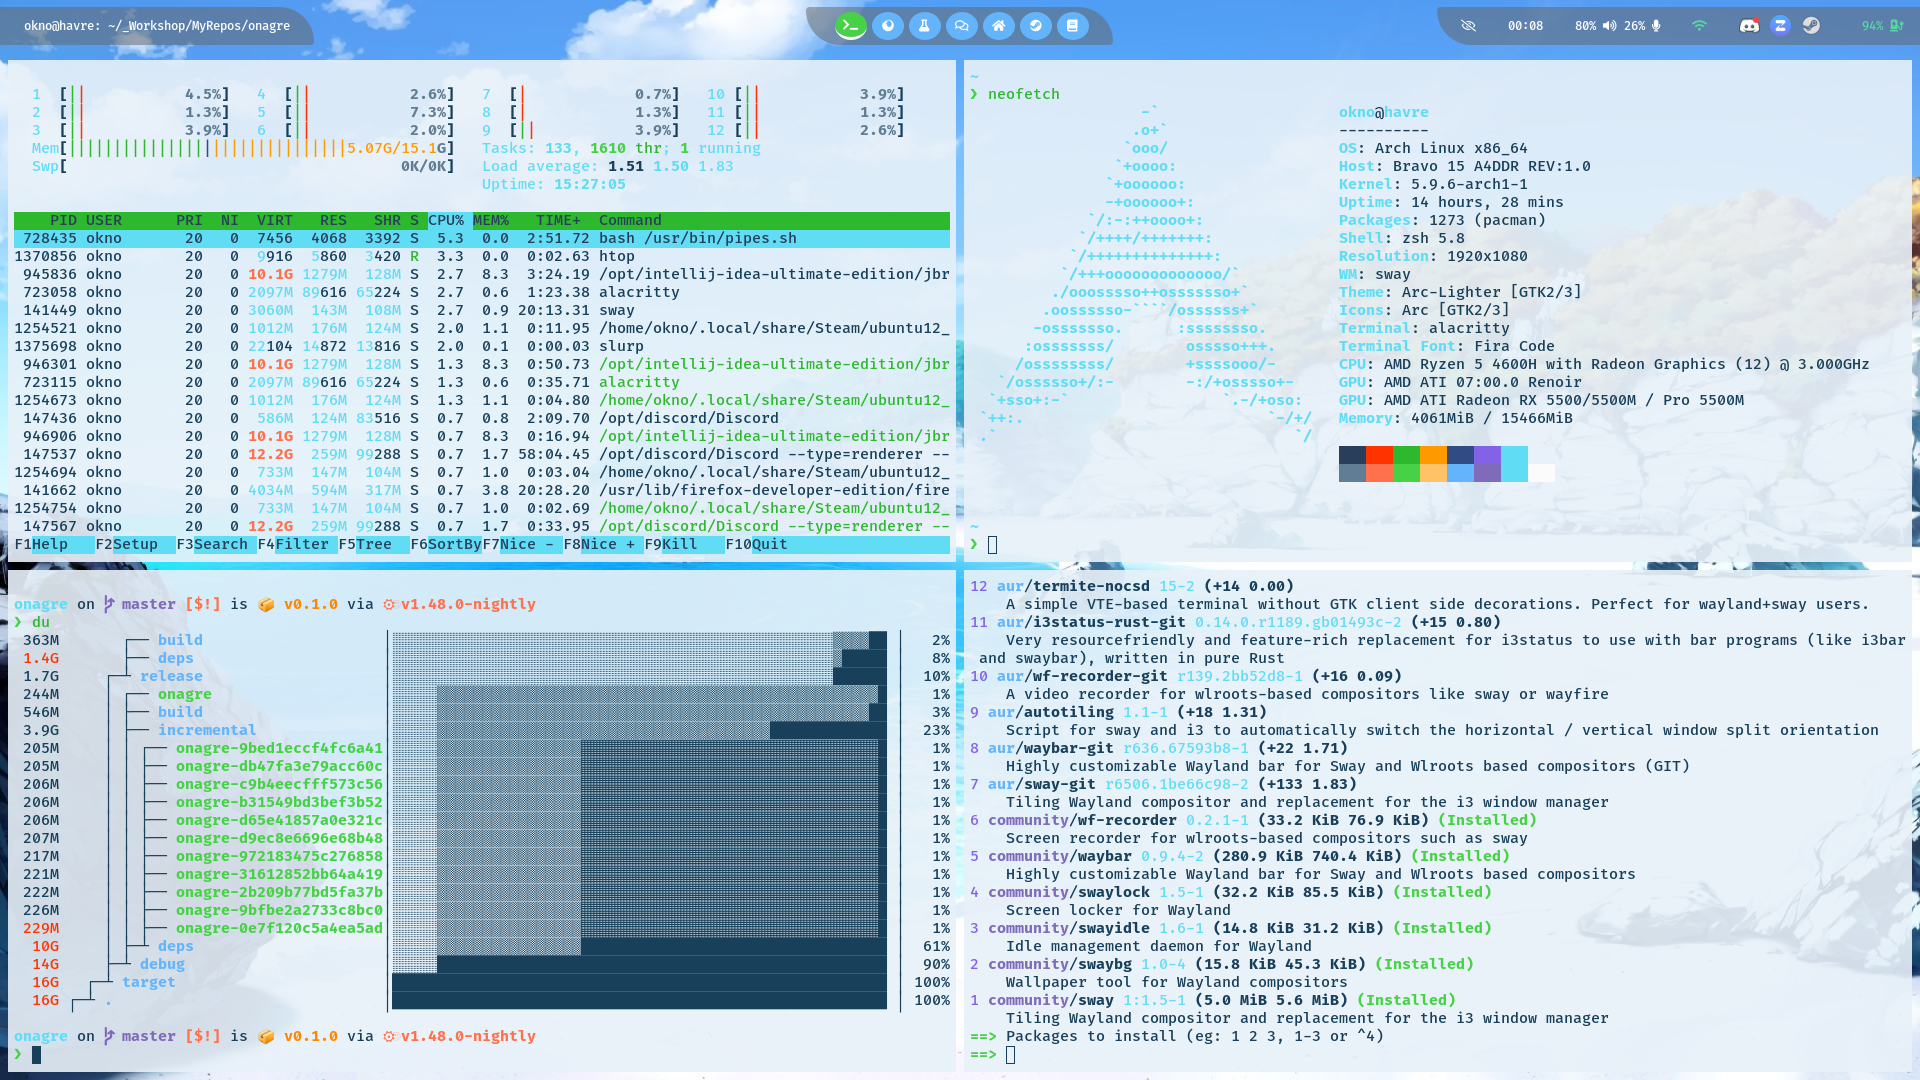 okno@havre: ~/_Workshop/MyRepos/onagre
00:08 80% 26% 94%
1 [|| 4.5%] 4 [|| 2.6%] 7 [| 0.7%] 10 [|| 3.9%]
2 [|| 1.3%] 5 [|| 7.3%] 8 [| 1.3%] 11 [|| 1.3%]
3 [|| 3.9%] 6 [|| 2.0%] 9 [|| 3.9%] 12 [|| 2.6%]
Mem[|||||||||||||||||||||||||||||||5.07G/15.1G] Tasks: 133, 1610 thr; 1 running
Swp[ 0K/0K] Load average: 1.51 1.50 1.83
Uptime: 15:27:05
PID USER PRI NI VIRT RES SHR S CPU% MEM% TIME+ Command
728435 okno 20 0 7456 4068 3392 S 5.3 0.0 2:51.72 bash /usr/bin/pipes.sh
1370856 okno 20 0 9916 5860 3420 R 3.3 0.0 0:02.63 htop
945836 okno 20 0 10.1G 1279M 128M S 2.7 8.3 3:24.19 /opt/intellij-idea-ultimate-edition/jbr
723058 okno 20 0 2097M 89616 65224 S 2.7 0.6 1:23.38 alacritty
141449 okno 20 0 3060M 143M 108M S 2.7 0.9 20:13.31 sway
1254521 okno 20 0 1012M 176M 124M S 2.0 1.1 0:11.95 /home/okno/.local/share/Steam/ubuntu12_
1375698 okno 20 0 22104 14872 13816 S 2.0 0.1 0:00.03 slurp
946301 okno 20 0 10.1G 1279M 128M S 1.3 8.3 0:50.73 /opt/intellij-idea-ultimate-edition/jbr
723115 okno 20 0 2097M 89616 65224 S 1.3 0.6 0:35.71 alacritty
1254673 okno 20 0 1012M 176M 124M S 1.3 1.1 0:04.80 /home/okno/.local/share/Steam/ubuntu12_
147436 okno 20 0 586M 124M 83516 S 0.7 0.8 2:09.70 /opt/discord/Discord
946906 okno 20 0 10.1G 1279M 128M S 0.7 8.3 0:16.94 /opt/intellij-idea-ultimate-edition/jbr
147537 okno 20 0 12.2G 259M 99288 S 0.7 1.7 58:04.45 /opt/discord/Discord --type=renderer --
1254694 okno 20 0 733M 147M 104M S 0.7 1.0 0:03.04 /home/okno/.local/share/Steam/ubuntu12_
141662 okno 20 0 4034M 594M 317M S 0.7 3.8 20:28.20 /usr/lib/firefox-developer-edition/fire
1254754 okno 20 0 733M 147M 104M S 0.7 1.0 0:02.69 /home/okno/.local/share/Steam/ubuntu12_
147567 okno 20 0 12.2G 259M 99288 S 0.7 1.7 0:33.95 /opt/discord/Discord --type=renderer --
F1Help F2Setup F3Search F4Filter F5Tree F6SortByF7Nice - F8Nice + F9Kill F10Quit
~
❯ neofetch
-`
.o+`
`ooo/
`+oooo:
`+oooooo:
-+oooooo+:
`/:-:++oooo+:
`/++++/+++++++:
`/++++++++++++++:
`/+++ooooooooooooo/`
./ooosssso++osssssso+`
.oossssso-````/ossssss+`
-osssssso. :ssssssso.
:osssssss/ osssso+++.
/ossssssss/ +ssssooo/-
`/ossssso+/:- -:/+osssso+-
`+sso+:-` `.-/+oso:
`++:. `-/+/
.` `/
okno@havre
----------
OS: Arch Linux x86_64
Host: Bravo 15 A4DDR REV:1.0
Kernel: 5.9.6-arch1-1
Uptime: 14 hours, 28 mins
Packages: 1273 (pacman)
Shell: zsh 5.8
Resolution: 1920x1080
WM: sway
Theme: Arc-Lighter [GTK2/3]
Icons: Arc [GTK2/3]
Terminal: alacritty
Terminal Font: Fira Code
CPU: AMD Ryzen 5 4600H with Radeon Graphics (12) @ 3.000GHz
GPU: AMD ATI 07:00.0 Renoir
GPU: AMD ATI Radeon RX 5500/5500M / Pro 5500M
Memory: 4061MiB / 15466MiB
~
❯
onagre on master [$!] is 📦 v0.1.0 via v1.48.0-nightly
❯ du
363M ┌── build 2%
1.4G ├── deps 8%
1.7G ┌─┴ release 10%
244M │ ┌── onagre 1%
546M │ ├── build 3%
3.9G │ ├── incremental 23%
205M │ │ ┌── onagre-9bed1eccf4fc6a41 1%
205M │ │ ├── onagre-db47fa3e79acc60c 1%
206M │ │ ├── onagre-c9b4eecfff573c56 1%
206M │ │ ├── onagre-b31549bd3bef3b52 1%
206M │ │ ├── onagre-d65e41857a0e321c 1%
207M │ │ ├── onagre-d9ec8e6696e68b48 1%
217M │ │ ├── onagre-972183475c276858 1%
221M │ │ ├── onagre-31612852bb64a419 1%
222M │ │ ├── onagre-2b209b77bd5fa37b 1%
226M │ │ ├── onagre-9bfbe2a2733c8bc0 1%
229M │ │ ├── onagre-0e7f120c5a4ea5ad 1%
10G │ ├─┴ deps 61%
14G ├─┴ debug 90%
16G ┌─┴ target 100%
16G ┌─┴ . 100%
onagre on master [$!] is 📦 v0.1.0 via v1.48.0-nightly
❯
12 aur/termite-nocsd 15-2 (+14 0.00)
A simple VTE-based terminal without GTK client side decorations. Perfect for wayland+sway users.
11 aur/i3status-rust-git 0.14.0.r1189.gb01493c-2 (+15 0.80)
Very resourcefriendly and feature-rich replacement for i3status to use with bar programs (like i3bar
and swaybar), written in pure Rust
10 aur/wf-recorder-git r139.2bb52d8-1 (+16 0.09)
A video recorder for wlroots-based compositors like sway or wayfire
9 aur/autotiling 1.1-1 (+18 1.31)
Script for sway and i3 to automatically switch the horizontal / vertical window split orientation
8 aur/waybar-git r636.67593b8-1 (+22 1.71)
Highly customizable Wayland bar for Sway and Wlroots based compositors (GIT)
7 aur/sway-git r6506.1be66c98-2 (+133 1.83)
Tiling Wayland compositor and replacement for the i3 window manager
6 community/wf-recorder 0.2.1-1 (33.2 KiB 76.9 KiB) (Installed)
Screen recorder for wlroots-based compositors such as sway
5 community/waybar 0.9.4-2 (280.9 KiB 740.4 KiB) (Installed)
Highly customizable Wayland bar for Sway and Wlroots based compositors
4 community/swaylock 1.5-1 (32.2 KiB 85.5 KiB) (Installed)
Screen locker for Wayland
3 community/swayidle 1.6-1 (14.8 KiB 31.2 KiB) (Installed)
Idle management daemon for Wayland
2 community/swaybg 1.0-4 (15.8 KiB 45.3 KiB) (Installed)
Wallpaper tool for Wayland compositors
1 community/sway 1:1.5-1 (5.0 MiB 5.6 MiB) (Installed)
Tiling Wayland compositor and replacement for the i3 window manager
==> Packages to install (eg: 1 2 3, 1-3 or ^4)
==>